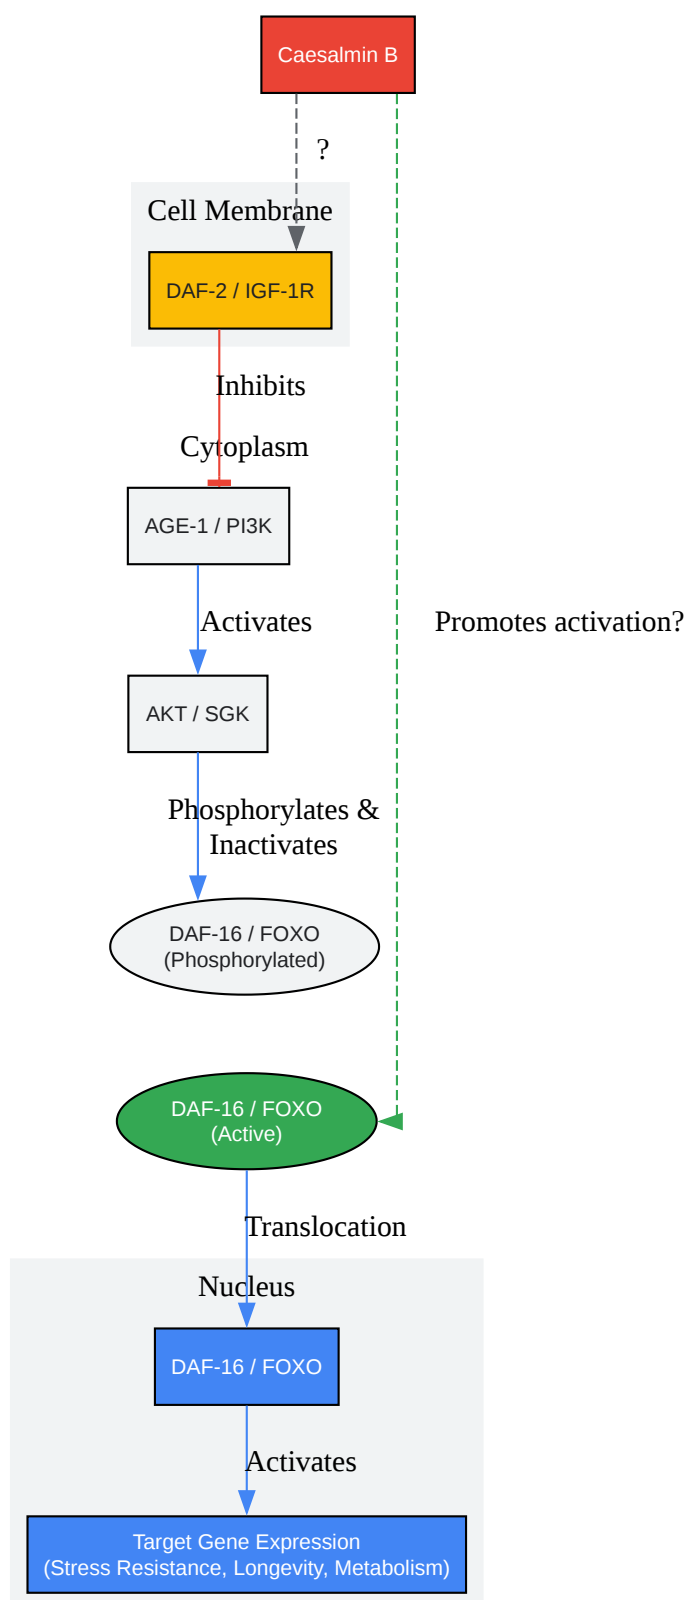 Caesalmin B
?
Cell Membrane
DAF-2 / IGF-1R
Inhibits
Cytoplasm
AGE-1 / PI3K
Activates
Promotes activation?
AKT / SGK
Phosphorylates &
Inactivates
DAF-16 / FOXO
(Phosphorylated)
DAF-16 / FOXO
(Active)
Translocation
Nucleus
DAF-16 / FOXO
Activates
Target Gene Expression
(Stress Resistance, Longevity, Metabolism)